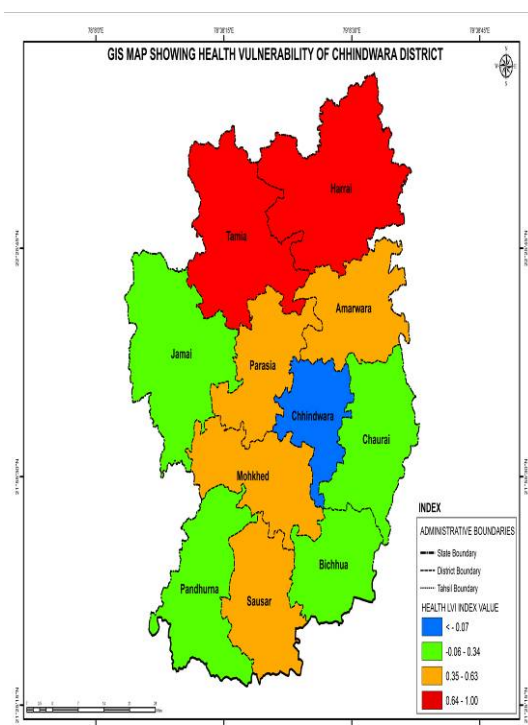 GIS MAP SHOWING HEALTH VULNERABILITY OF CHHINDWARA DISTRICT
N
Harrai
Tamia
Amarwara
Jamai
Parasia
Chhindwara
Chaurai
Mohkhed
Bichhua
Pandhurna
Sausar
INDEX
ADMINISTRATIVE BOUNDARIES
State Boundary
District Boundary
Tahsil Boundary
HEALTH LVI INDEX VALUE
< - 0.07
-0.06 - 0.34
0.35 - 0.63
0.64 - 1.00